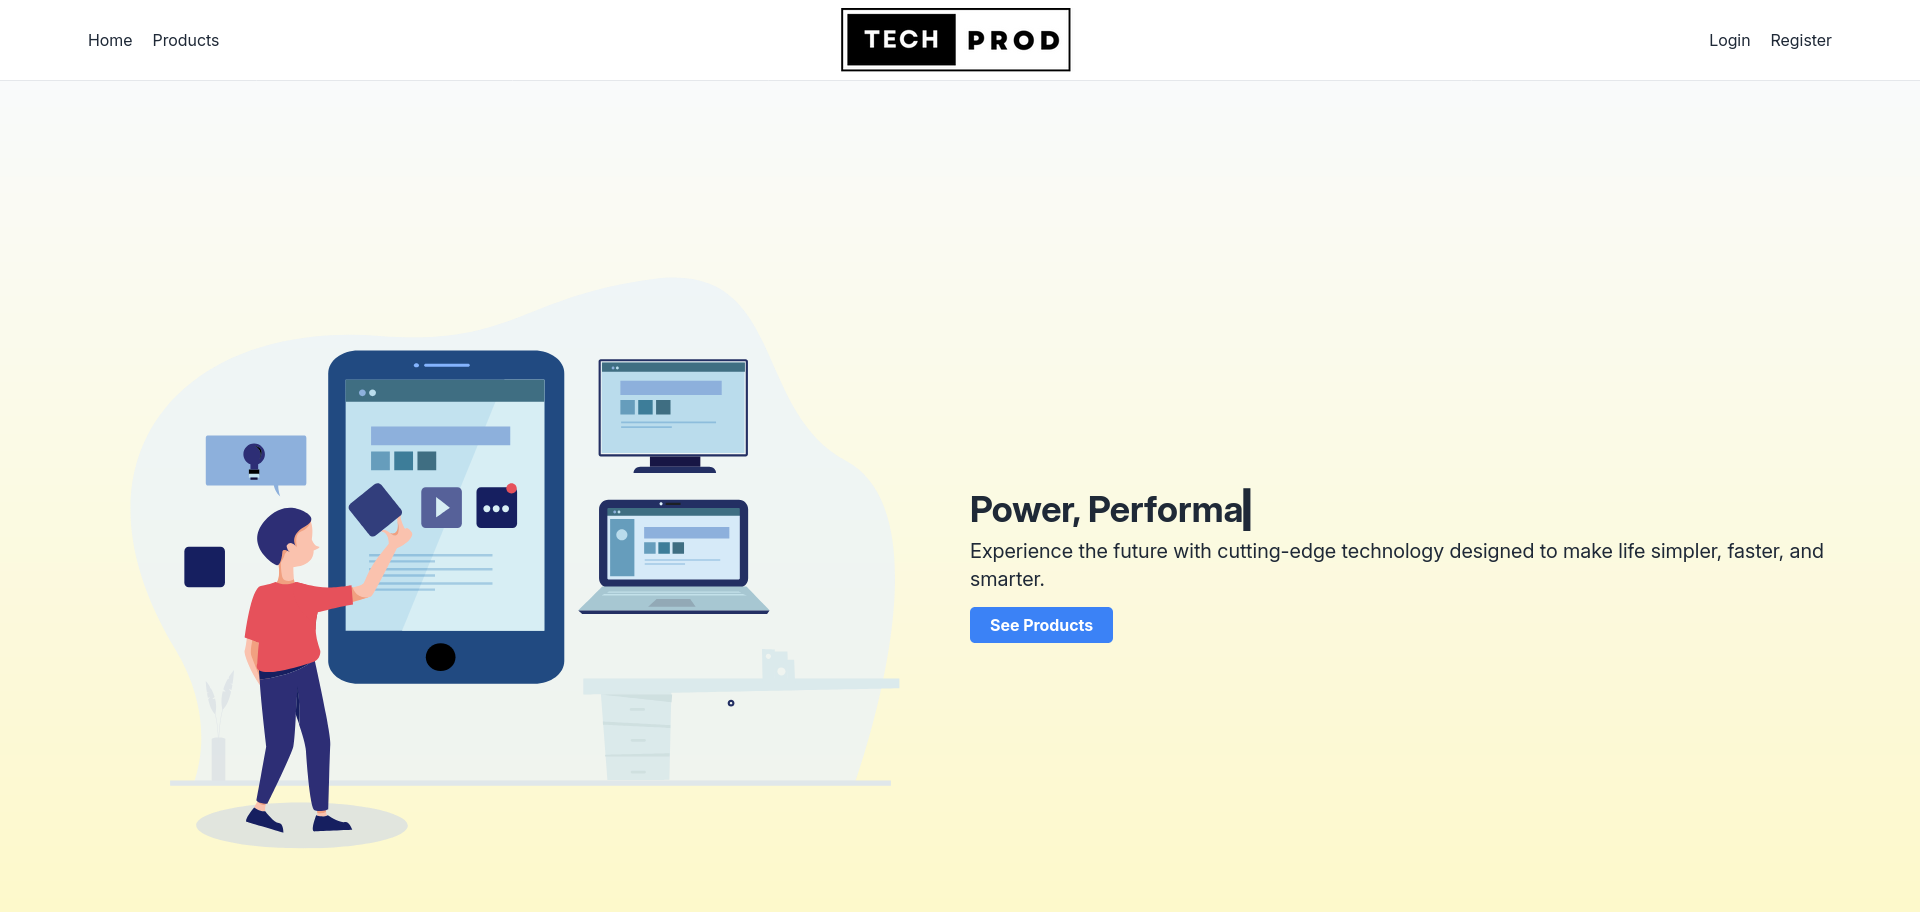 Home Products
TECH PROD
Login Register
Power, Performa
Experience the future with cutting-edge technology designed to make life simpler, faster, and
smarter.
See Products